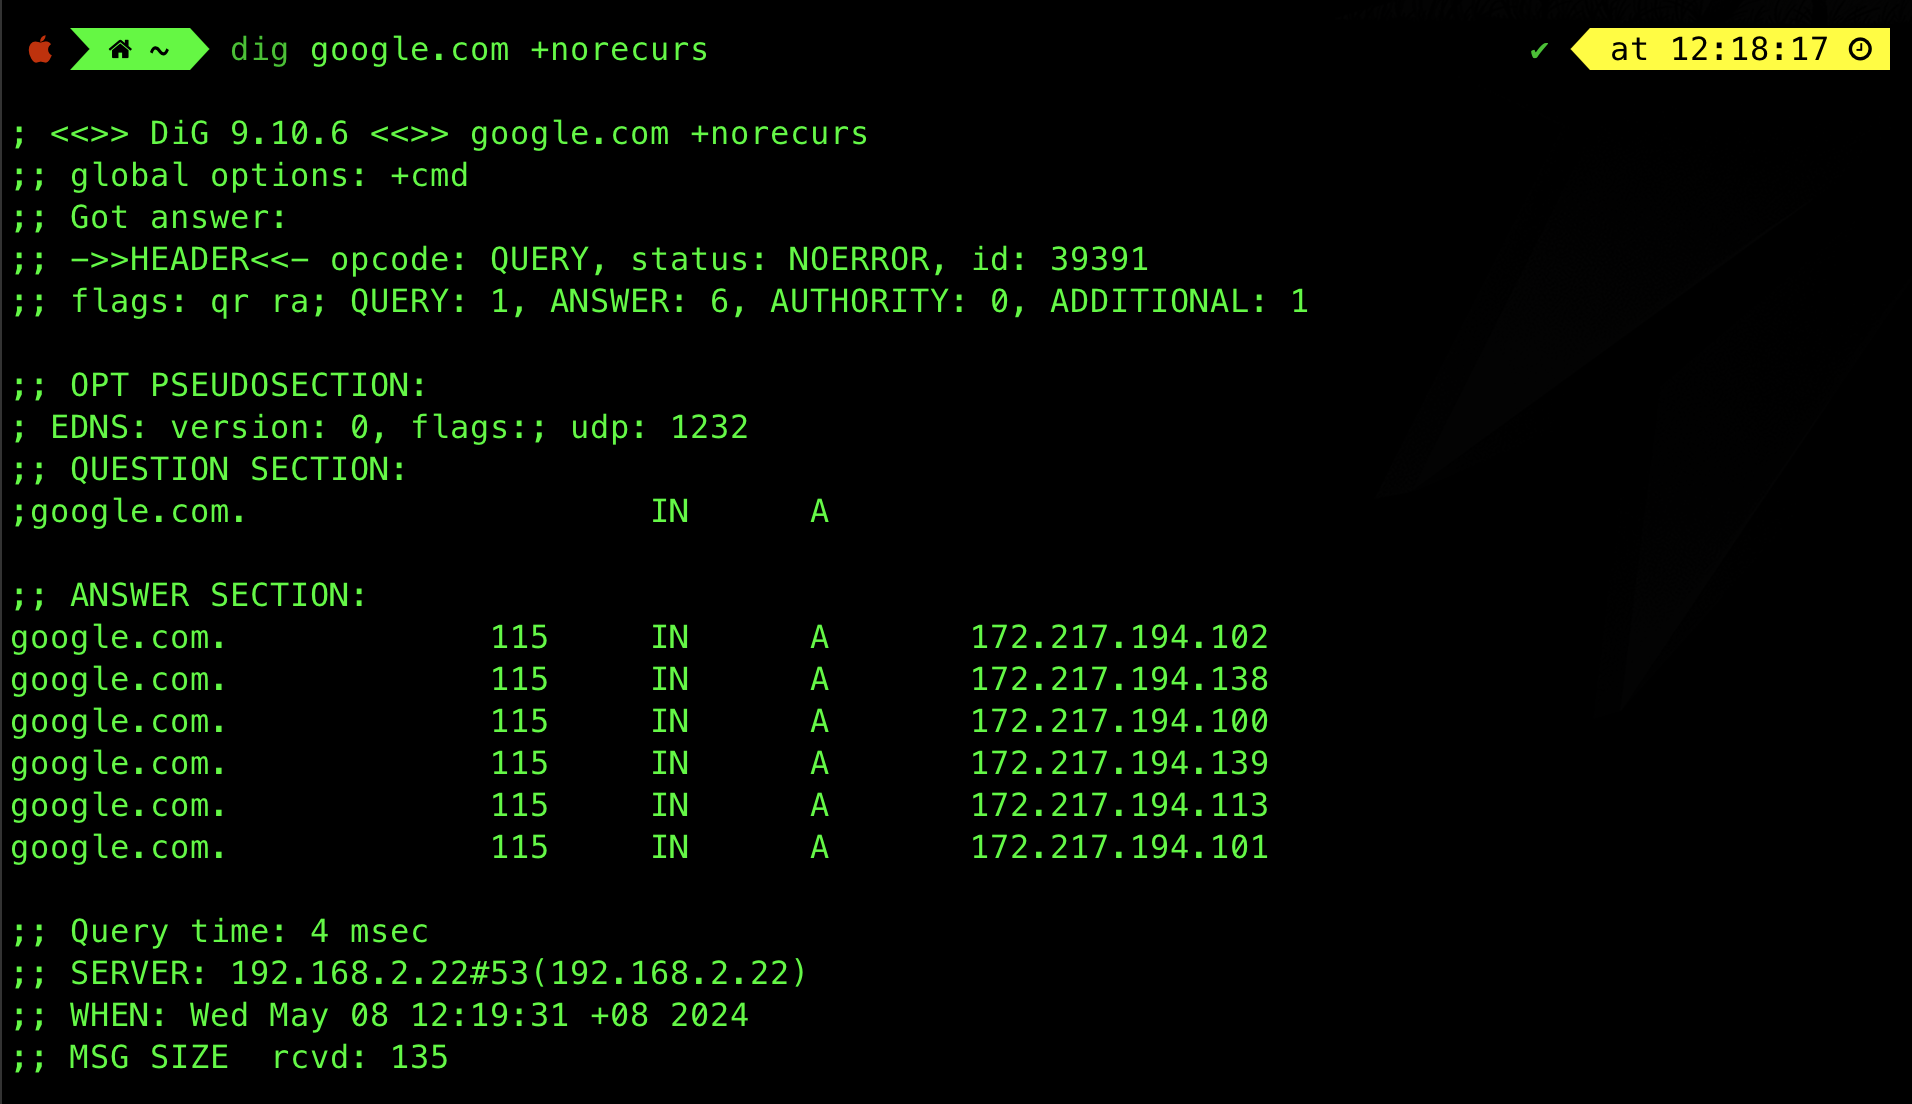 ~ dig google.com +norecurs ✔ at 12:18:17
; <<>> DiG 9.10.6 <<>> google.com +norecurs
;; global options: +cmd
;; Got answer:
;; ->>HEADER<<- opcode: QUERY, status: NOERROR, id: 39391
;; flags: qr ra; QUERY: 1, ANSWER: 6, AUTHORITY: 0, ADDITIONAL: 1
;; OPT PSEUDOSECTION:
; EDNS: version: 0, flags:; udp: 1232
;; QUESTION SECTION:
;google.com. IN A
;; ANSWER SECTION:
google.com. 115 IN A 172.217.194.102
google.com. 115 IN A 172.217.194.138
google.com. 115 IN A 172.217.194.100
google.com. 115 IN A 172.217.194.139
google.com. 115 IN A 172.217.194.113
google.com. 115 IN A 172.217.194.101
;; Query time: 4 msec
;; SERVER: 192.168.2.22#53(192.168.2.22)
;; WHEN: Wed May 08 12:19:31 +08 2024
;; MSG SIZE  rcvd: 135